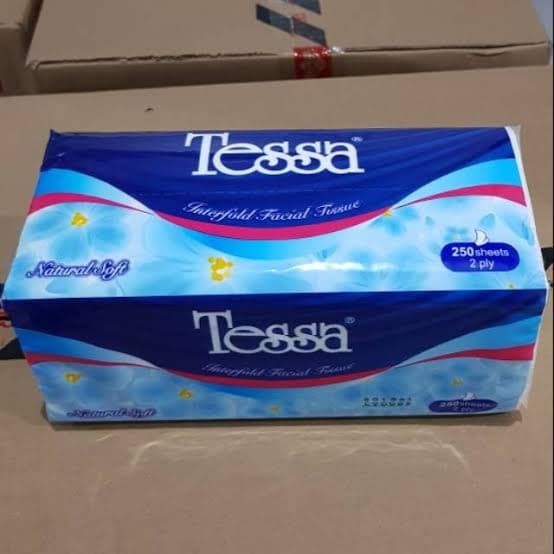 Tessa®
Interfold Facial Tissue
Natural Soft
250 sheets
2 ply
Tessa®
Interfold Facial Tissue
Natural Soft
250 sheets
2 ply